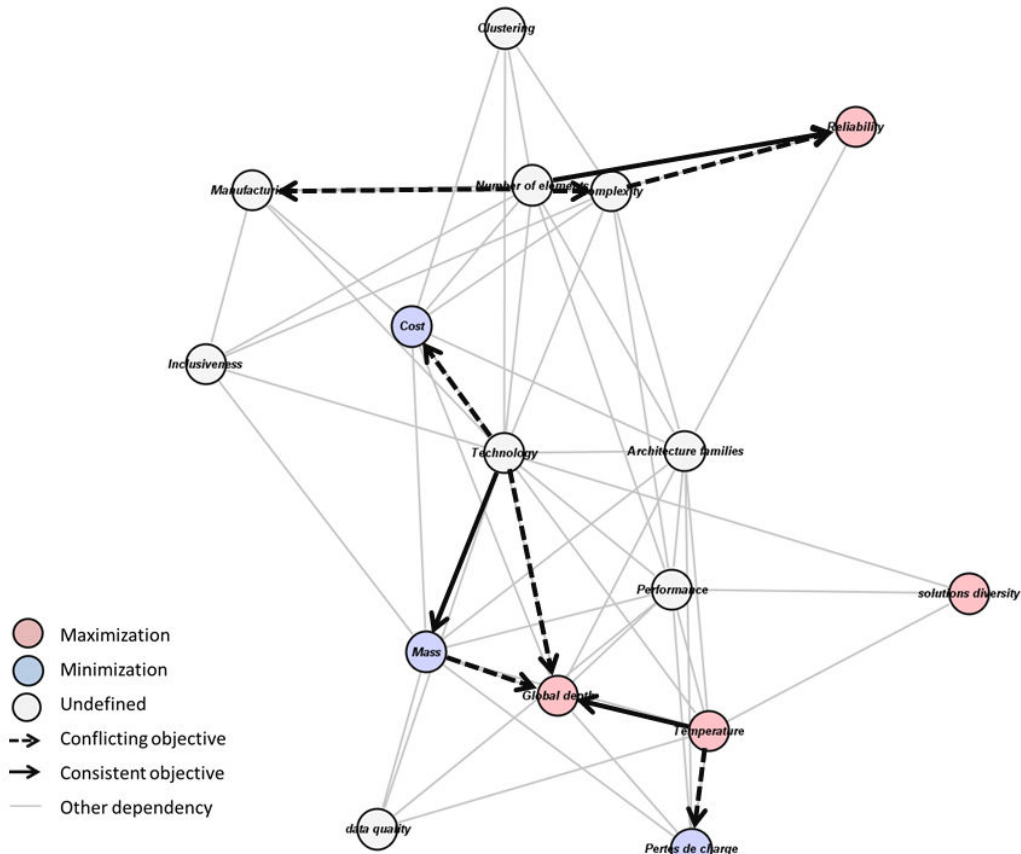 Clustering
Reliability
Manufacturi
Number of elements
omplexity
Cost
Inclusiveness
Technology
Architecture families
Performance
solutions diversity
Mass
Global depth
Temperature
data quality
Pertes de charge
Maximization
Minimization
Undefined
Conflicting objective
Consistent objective
Other dependency